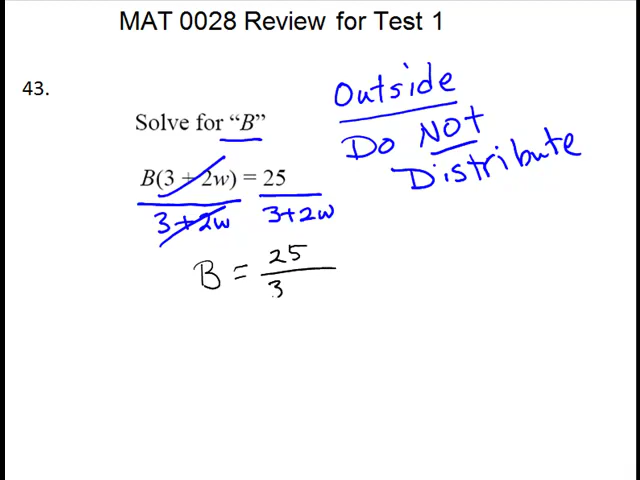 MAT 0028 Review for Test 1
43.
Outside
Solve for “B”
Do NOT
Distribute
B(3 + 2w) = 25
3+2w 3+2w
B = 25
3